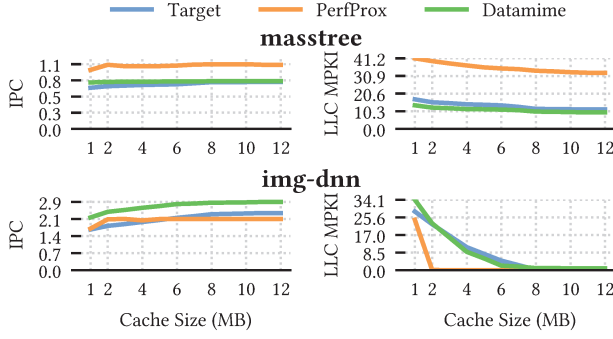 Target PerfProx Datamime
masstree
IPC
1.1
0.8
0.5
0.3
0.0
1 2 4 6 8 10 12
LLC MPKI
41.2
30.9
20.6
10.3
0.0
1 2 4 6 8 10 12
img-dnn
IPC
2.9
2.1
1.4
0.7
0.0
1 2 4 6 8 10 12
Cache Size (MB)
LLC MPKI
34.1
25.6
17.0
8.5
0.0
1 2 4 6 8 10 12
Cache Size (MB)